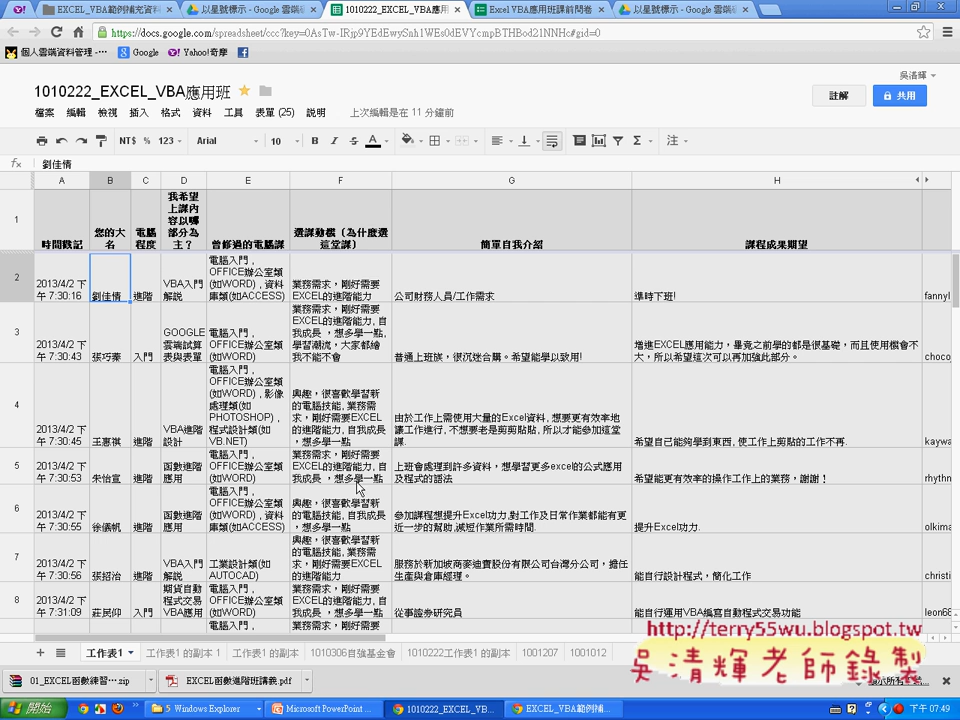 EXCEL_VBA範例補充資料
以星號標示 - Google 雲端
1010222_EXCEL_VBA應用
Excel VBA應用班課前問卷
以星號標示 - Google 雲端
https://docs.google.com/spreadsheet/ccc?key=0AsTw-IRjp9YEdEwySnh1WEs0dEVYcmpBTHBod21NNHc#gid=0
個人雲端資料管理 ‧‧‧ Google Yahoo!奇摩
吳清輝
1010222_EXCEL_VBA應用班
註解 共用
檔案 編輯 檢視 插入 格式 資料 工具 表單 (25) 說明 上次編輯是在 11 分鐘前
NT$ % 123 Arial 10 B I S A Σ 注
fx 劉佳情
A B C D E F G H
1 時間戳記 您的大名 電腦程度 我希望上課內容以哪部分為主？ 曾修過的電腦課 選課動機（為什麼選這堂課） 簡單自我介紹 課程成果期望
2 2013/4/2 下午 7:30:16 劉佳情 進階 VBA入門解說 電腦入門 , OFFICE辦公室類(如WORD) , 資料庫類(如ACCESS) 業務需求，剛好需要EXCEL的進階能力 公司財務人員/工作需求 準時下班! fannyl
3 2013/4/2 下午 7:30:43 張巧蓁 入門 GOOGLE雲端試算表與表單 電腦入門 , OFFICE辦公室類(如WORD) 業務需求，剛好需要EXCEL的進階能力, 自我成長 ，想多學一點, 學習潮流，大家都會我不能不會 普通上班族，很沉迷合購。希望能學以致用! 增進EXCEL應用能力，畢竟之前學的都是很基礎，而且使用機會不大，所以希望這次可以再加強此部分。 choco
4 2013/4/2 下午 7:30:45 王惠祺 進階 VBA進階設計 電腦入門 , OFFICE辦公室類(如WORD) , 影像處理類(如PHOTOSHOP) , 程式設計類(如VB.NET) 興趣，很喜歡學習新的電腦技能, 業務需求，剛好需要EXCEL的進階能力, 自我成長 ，想多學一點 由於工作上需使用大量的Excel資料, 想要更有效率地讓工作進行, 不想要老是剪剪貼貼, 所以才能參加這堂課. 希望自己能夠學到東西, 使工作上剪貼的工作不再. kaywa
5 2013/4/2 下午 7:30:53 朱怡宣 進階 函數進階應用 電腦入門 , OFFICE辦公室類(如WORD) 業務需求，剛好需要EXCEL的進階能力, 自我成長 ，想多學一點 上班會處理到許多資料，想學習更多excel的公式應用及程式的語法 希望能更有效率的操作工作上的業務，謝謝！ rhythn
6 2013/4/2 下午 7:30:55 徐儀帆 進階 函數進階應用 電腦入門 , OFFICE辦公室類(如WORD) , 資料庫類(如ACCESS) 興趣，很喜歡學習新的電腦技能, 自我成長 ，想多學一點 參加課程想提升Excel功力,對工作及日常作業都能有更近一步的幫助,減短作業所需時間. 提升Excel功力. olkima
7 2013/4/2 下午 7:30:56 張招治 進階 VBA入門解說 工業設計類(如AUTOCAD) 興趣，很喜歡學習新的電腦技能, 業務需求，剛好需要EXCEL的進階能力 服務於新加坡商麥迪實股份有限公司台灣分公司，擔任生產與倉庫經理。 能自行設計程式，簡化工作 christi
8 2013/4/2 下午 7:31:09 莊民仰 入門 期貨自動程式交易VBA應用 電腦入門 , OFFICE辦公室類(如WORD) 業務需求，剛好需要EXCEL的進階能力, 自我成長 ，想多學一點 從事證券研究員 能自行運用VBA編寫自動程式交易功能 leon68
電腦入門 , 業務需求，剛好需要
http://terry55wu.blogspot.tw
吳清輝老師錄製
工作表1 工作表1 的副本 1 工作表1 的副本 1010306自強基金會 1010222工作表1 的副本 1001207 1001012
01_EXCEL函數練習‧‧‧.zip EXCEL函數進階班講義.pdf 顯示所有
開始 5 Windows Explorer Microsoft PowerPoint ... 1010222_EXCEL_VB... EXCEL_VBA範例補... 下午 07:49